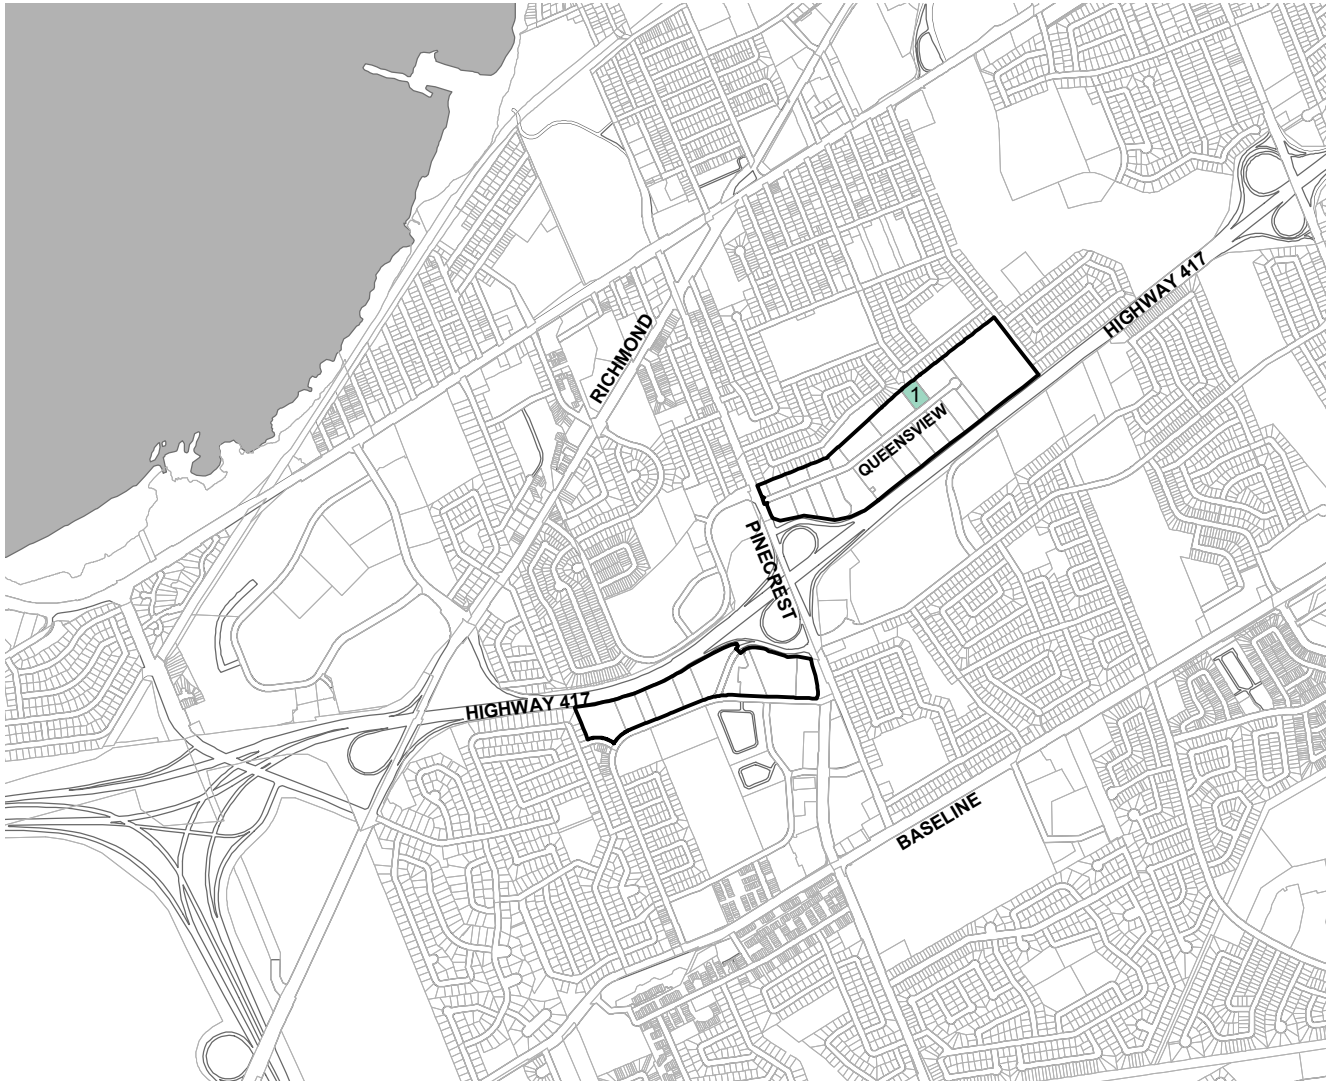 HIGHWAY 417
RICHMOND
1
QUEENSVIEW
PINECREST
HIGHWAY 417
BASELINE